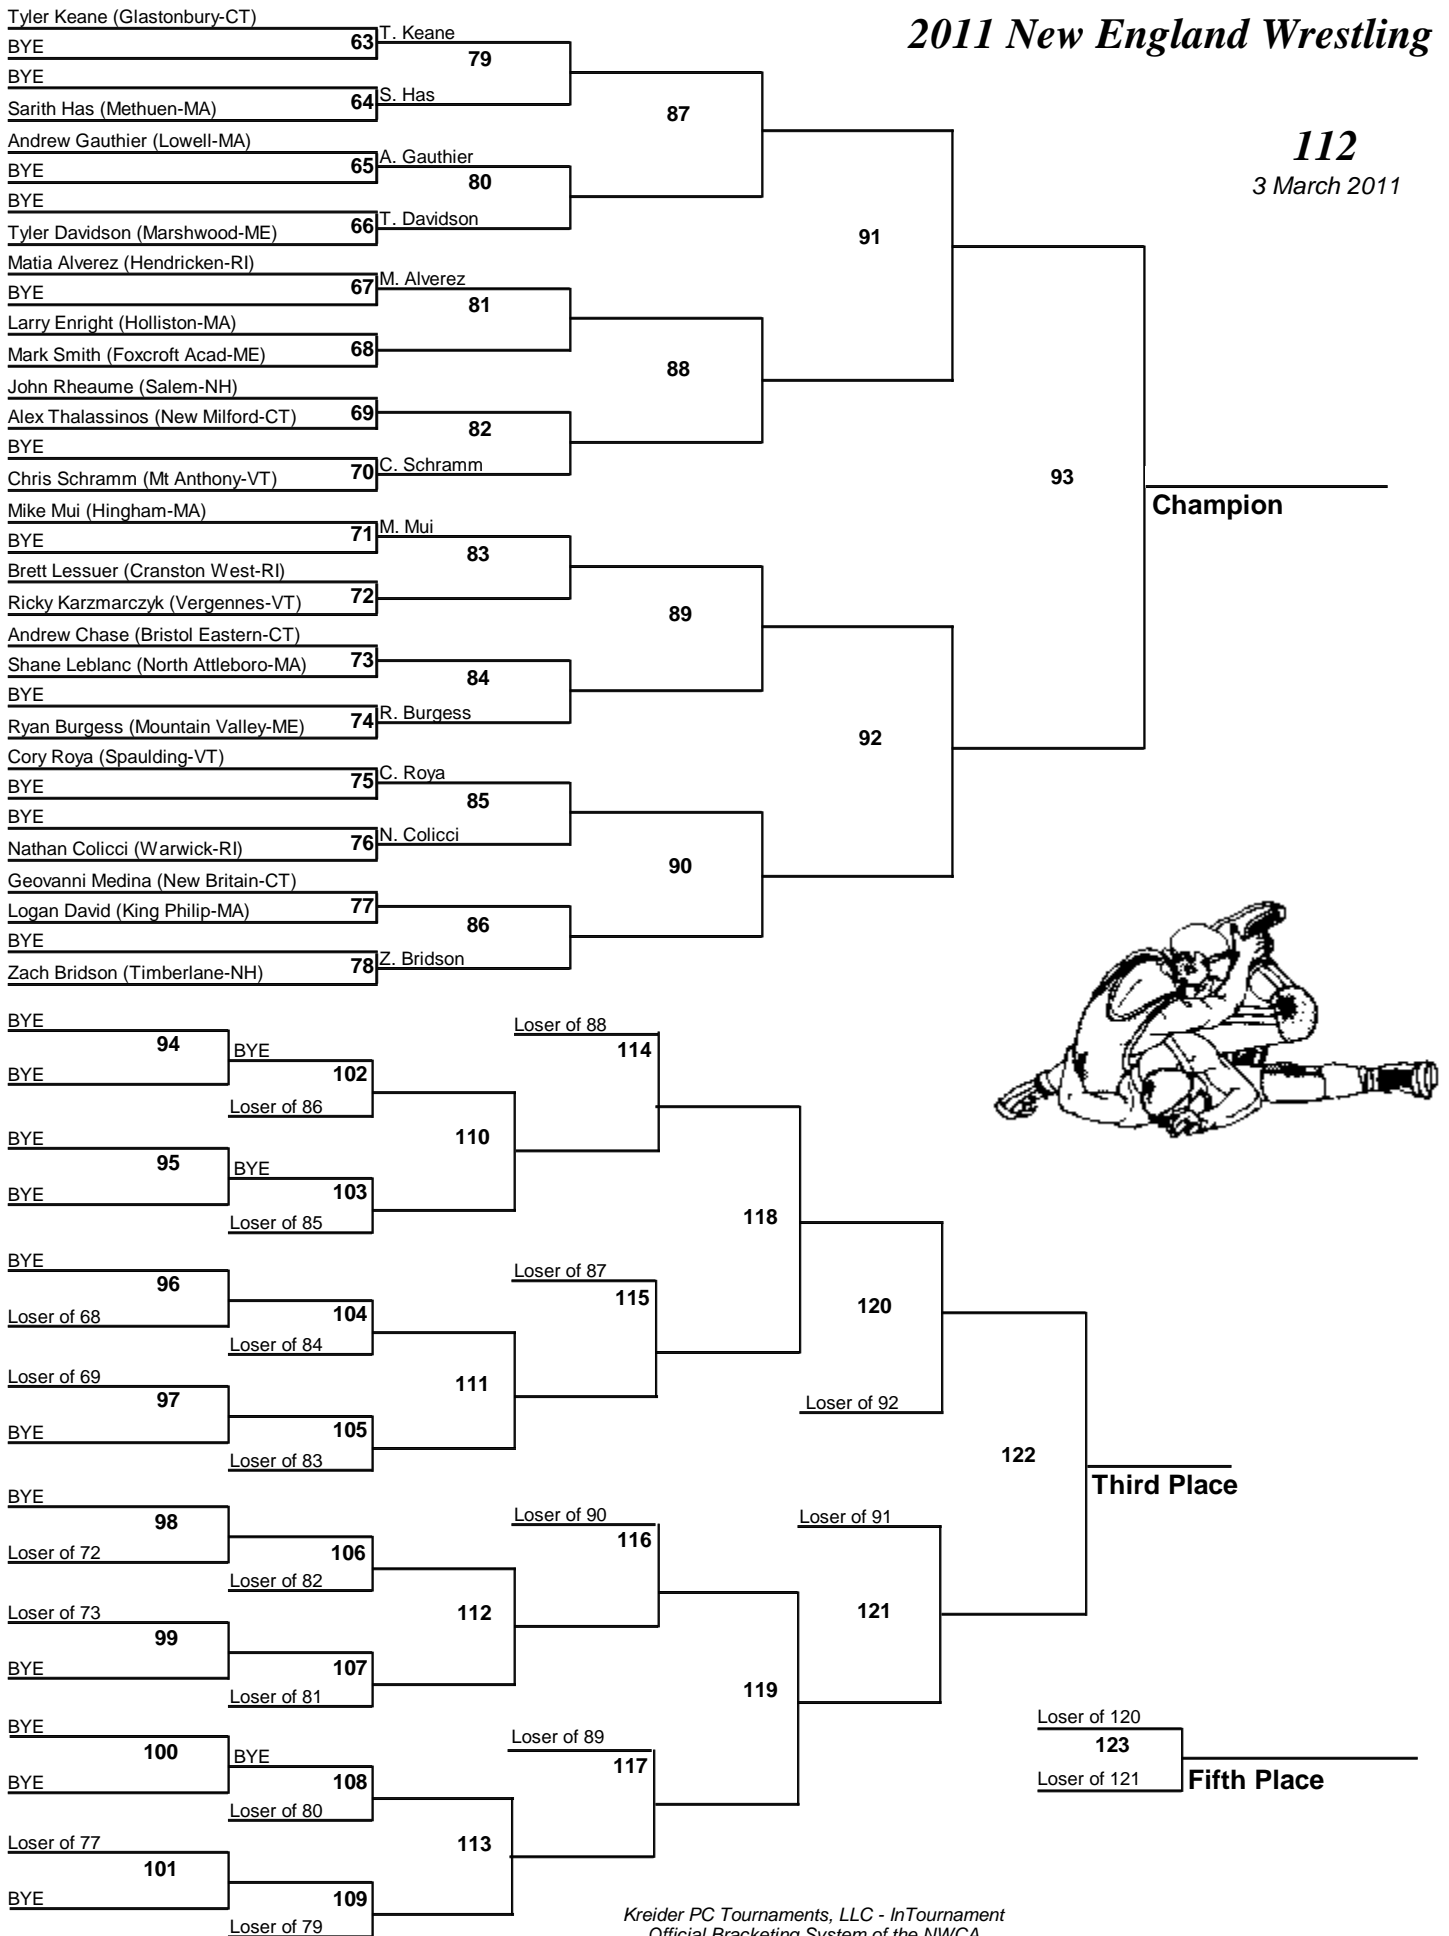 2011 New England Wrestling
112
3 March 2011
Tyler Keane (Glastonbury-CT)
BYE
63
T. Keane
79
BYE
Sarith Has (Methuen-MA)
64
S. Has
87
Andrew Gauthier (Lowell-MA)
BYE
65
A. Gauthier
80
BYE
Tyler Davidson (Marshwood-ME)
66
T. Davidson
91
Matia Alverez (Hendricken-RI)
BYE
67
M. Alverez
81
Larry Enright (Holliston-MA)
Mark Smith (Foxcroft Acad-ME)
68
88
John Rheaume (Salem-NH)
Alex Thalassinos (New Milford-CT)
69
82
BYE
Chris Schramm (Mt Anthony-VT)
70
C. Schramm
93
Champion
Mike Mui (Hingham-MA)
BYE
71
M. Mui
83
Brett Lessuer (Cranston West-RI)
Ricky Karzmarczyk (Vergennes-VT)
72
89
Andrew Chase (Bristol Eastern-CT)
Shane Leblanc (North Attleboro-MA)
73
84
BYE
Ryan Burgess (Mountain Valley-ME)
74
R. Burgess
92
Cory Roya (Spaulding-VT)
BYE
75
C. Roya
85
BYE
Nathan Colicci (Warwick-RI)
76
N. Colicci
90
Geovanni Medina (New Britain-CT)
Logan David (King Philip-MA)
77
86
BYE
Zach Bridson (Timberlane-NH)
78
Z. Bridson
BYE
94
BYE
BYE
102
Loser of 86
Loser of 88
114
110
BYE
95
BYE
BYE
103
Loser of 85
118
BYE
96
Loser of 68
104
Loser of 84
Loser of 87
115
120
111
Loser of 69
97
BYE
105
Loser of 83
Loser of 92
122
Third Place
BYE
98
Loser of 72
106
Loser of 82
Loser of 90
116
Loser of 91
121
112
Loser of 73
99
BYE
107
Loser of 81
119
BYE
100
BYE
BYE
108
Loser of 80
Loser of 89
117
113
Loser of 77
101
BYE
109
Loser of 79
Loser of 120
123
Loser of 121
Fifth Place
Kreider PC Tournaments, LLC - InTournament
Official Bracketing System of the NWCA